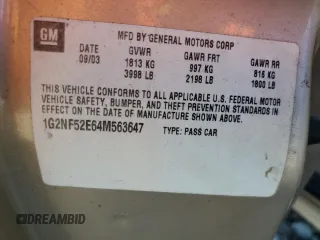 GM
MFD BY GENERAL MOTORS CORP
DATE GVWR GAWR FRT GAWR RR
09/03 1813 KG 997 KG 816 KG
3998 LB 2198 LB 1800 LB
THIS VEHICLE CONFORMS TO ALL APPLICABLE U.S. FEDERAL MOTOR
VEHICLE SAFETY, BUMPER, AND THEFT PREVENTION STANDARDS IN
EFFECT ON THE DATE OF MANUFACTURE SHOWN ABOVE.
1G2NF52E64M563647 TYPE: PASS CAR
DREAMBID